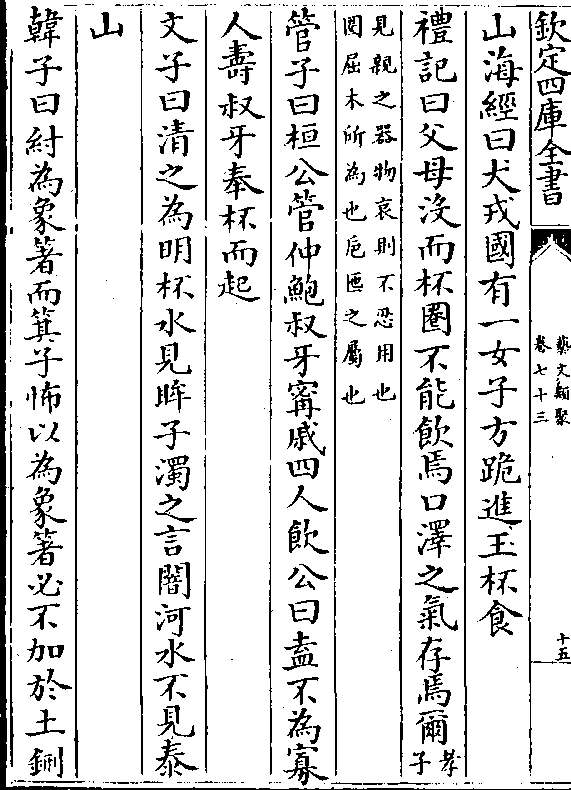 欽定四庫全書
藝文類聚
卷七十三
十五
山海經曰犬戎國有一女子方跪進玉杯食
禮記曰父母沒而杯圏不能飲焉口澤之氣存焉爾
孝子
見親之器物哀則不忍用也
圏屈木所為也巵匜之屬也
管子曰桓公管仲鮑叔牙甯戚四人飲公曰盍不為寡
人壽叔牙奉杯而起
文子曰清之為明杯水見眸子濁之言闇河水不見泰
山
韓子曰紂為象箸而箕子怖以為象箸必不加於土鉶